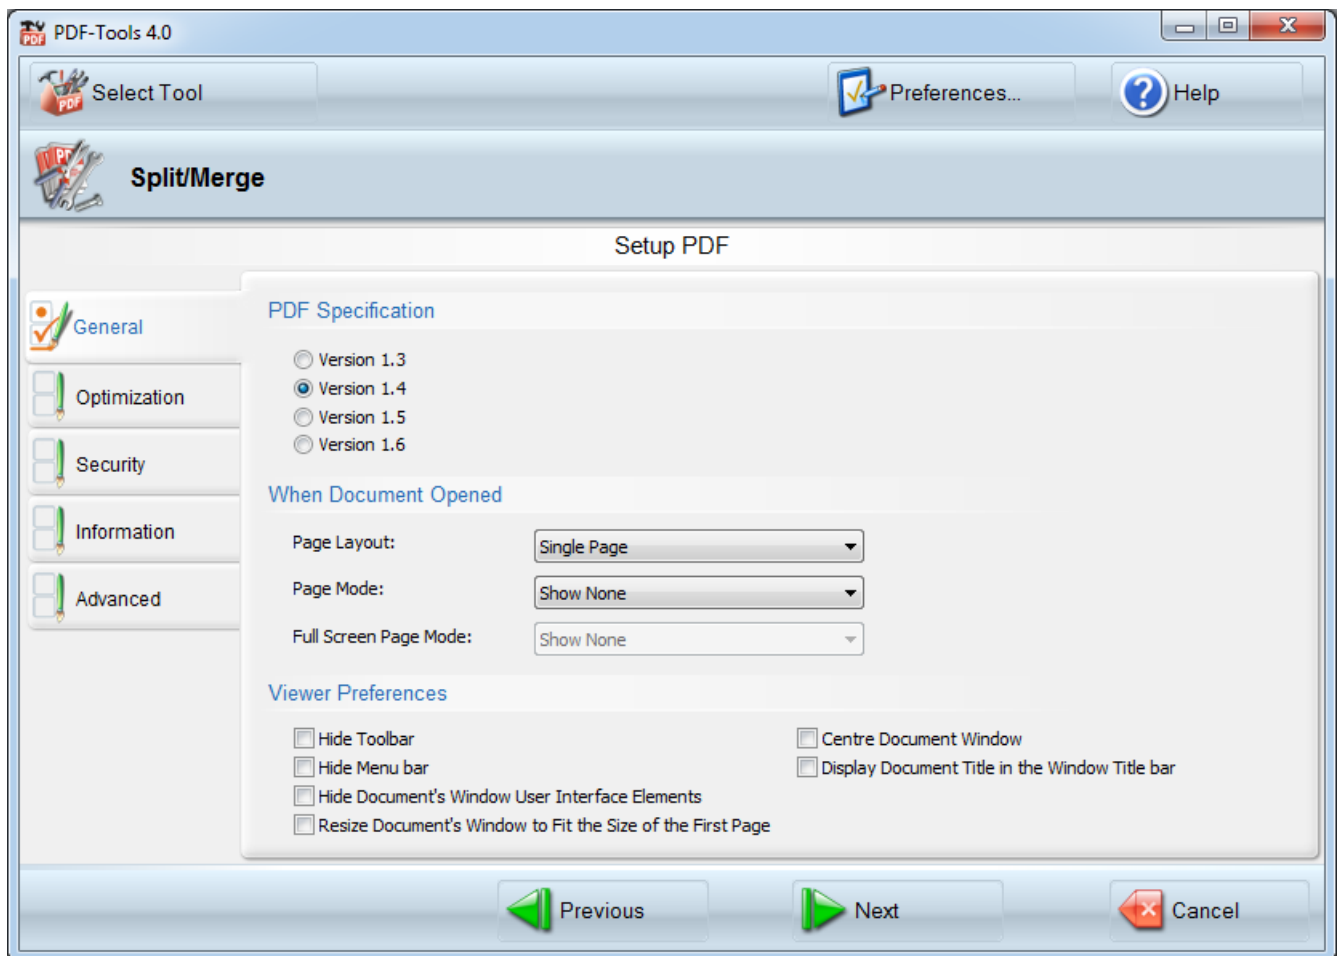 PDF-Tools 4.0
Select Tool
Preferences...
Help
Split/Merge
Setup PDF
General
Optimization
Security
Information
Advanced
PDF Specification
Version 1.3
Version 1.4
Version 1.5
Version 1.6
When Document Opened
Page Layout: Single Page
Page Mode: Show None
Full Screen Page Mode: Show None
Viewer Preferences
Hide Toolbar
Hide Menu bar
Hide Document's Window User Interface Elements
Resize Document's Window to Fit the Size of the First Page
Centre Document Window
Display Document Title in the Window Title bar
Previous
Next
Cancel